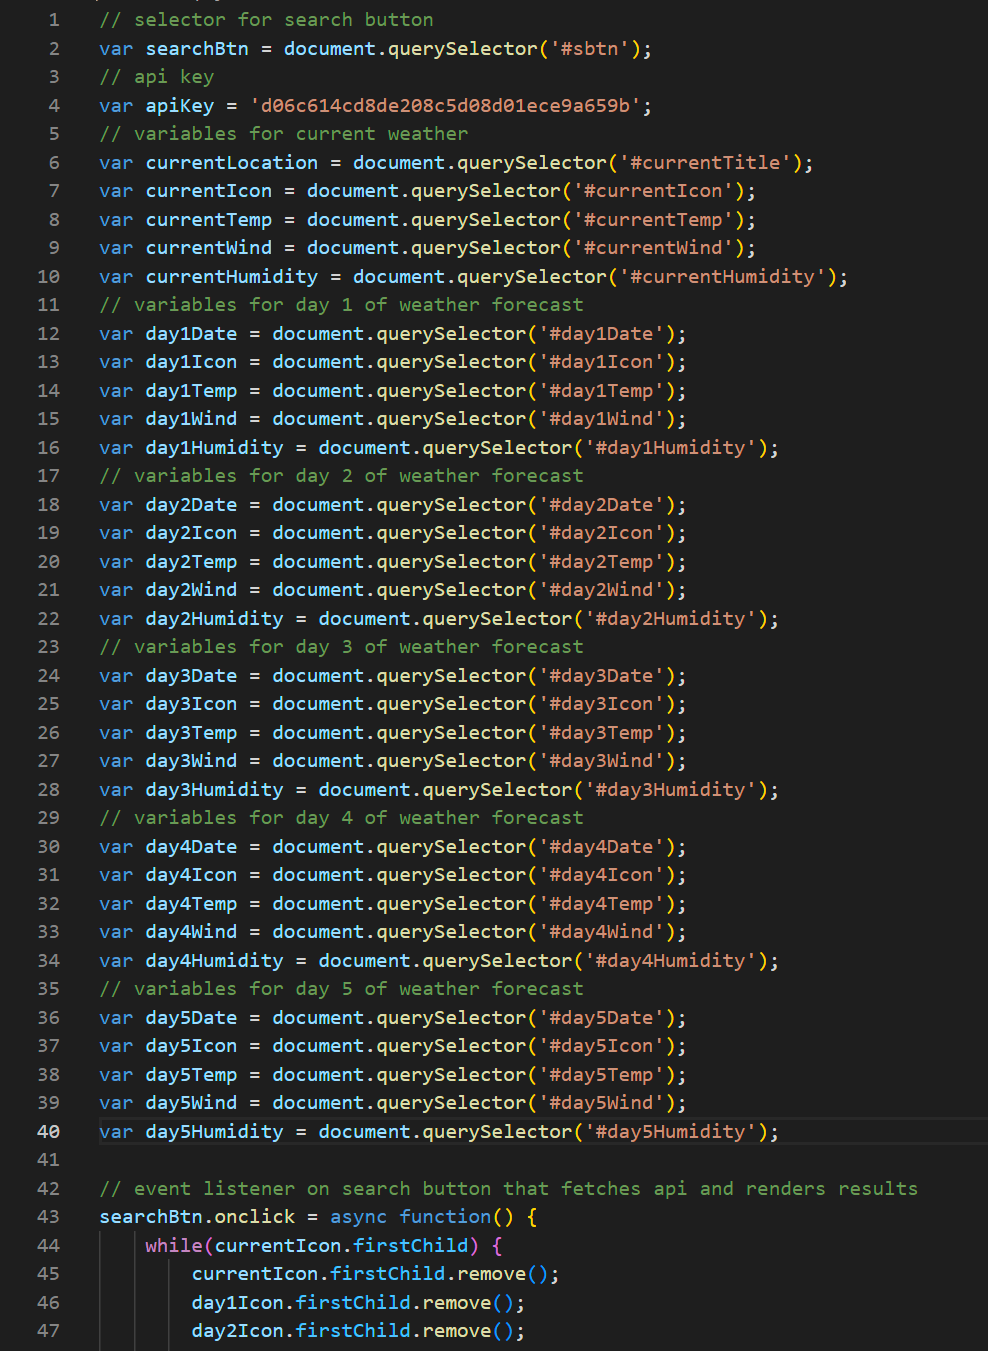 1 // selector for search button
2 var searchBtn = document.querySelector('#sbtn');
3 // api key
4 var apiKey = 'd06c614cd8de208c5d08d01ece9a659b';
5 // variables for current weather
6 var currentLocation = document.querySelector('#currentTitle');
7 var currentIcon = document.querySelector('#currentIcon');
8 var currentTemp = document.querySelector('#currentTemp');
9 var currentWind = document.querySelector('#currentWind');
10 var currentHumidity = document.querySelector('#currentHumidity');
11 // variables for day 1 of weather forecast
12 var day1Date = document.querySelector('#day1Date');
13 var day1Icon = document.querySelector('#day1Icon');
14 var day1Temp = document.querySelector('#day1Temp');
15 var day1Wind = document.querySelector('#day1Wind');
16 var day1Humidity = document.querySelector('#day1Humidity');
17 // variables for day 2 of weather forecast
18 var day2Date = document.querySelector('#day2Date');
19 var day2Icon = document.querySelector('#day2Icon');
20 var day2Temp = document.querySelector('#day2Temp');
21 var day2Wind = document.querySelector('#day2Wind');
22 var day2Humidity = document.querySelector('#day2Humidity');
23 // variables for day 3 of weather forecast
24 var day3Date = document.querySelector('#day3Date');
25 var day3Icon = document.querySelector('#day3Icon');
26 var day3Temp = document.querySelector('#day3Temp');
27 var day3Wind = document.querySelector('#day3Wind');
28 var day3Humidity = document.querySelector('#day3Humidity');
29 // variables for day 4 of weather forecast
30 var day4Date = document.querySelector('#day4Date');
31 var day4Icon = document.querySelector('#day4Icon');
32 var day4Temp = document.querySelector('#day4Temp');
33 var day4Wind = document.querySelector('#day4Wind');
34 var day4Humidity = document.querySelector('#day4Humidity');
35 // variables for day 5 of weather forecast
36 var day5Date = document.querySelector('#day5Date');
37 var day5Icon = document.querySelector('#day5Icon');
38 var day5Temp = document.querySelector('#day5Temp');
39 var day5Wind = document.querySelector('#day5Wind');
40 var day5Humidity = document.querySelector('#day5Humidity');
41
42 // event listener on search button that fetches api and renders results
43 searchBtn.onclick = async function() {
44 while(currentIcon.firstChild) {
45 currentIcon.firstChild.remove();
46 day1Icon.firstChild.remove();
47 day2Icon.firstChild.remove();